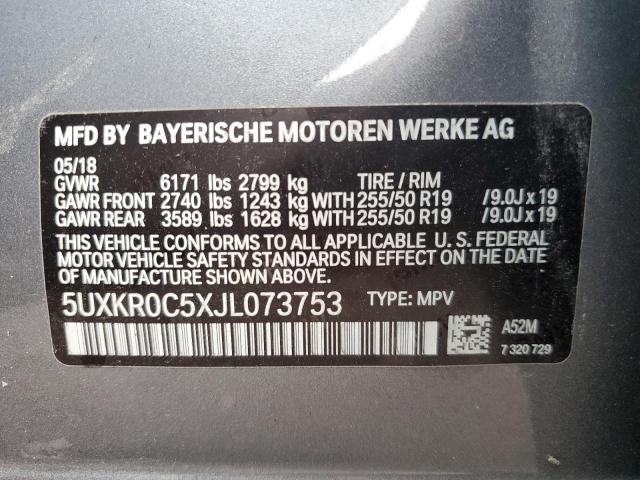 MFD BY BAYERISCHE MOTOREN WERKE AG
05/18
GVWR 6171 lbs 2799 kg TIRE / RIM
GAWR FRONT 2740 lbs 1243 kg WITH 255/50 R19 /9.0J x 19
GAWR REAR 3589 lbs 1628 kg WITH 255/50 R19 /9.0J x 19
THIS VEHICLE CONFORMS TO ALL APPLICABLE U. S. FEDERAL
MOTOR VEHICLE SAFETY STANDARDS IN EFFECT ON THE DATE
OF MANUFACTURE SHOWN ABOVE.
5UXKR0C5XJL073753 TYPE: MPV
A52M
7 320 729